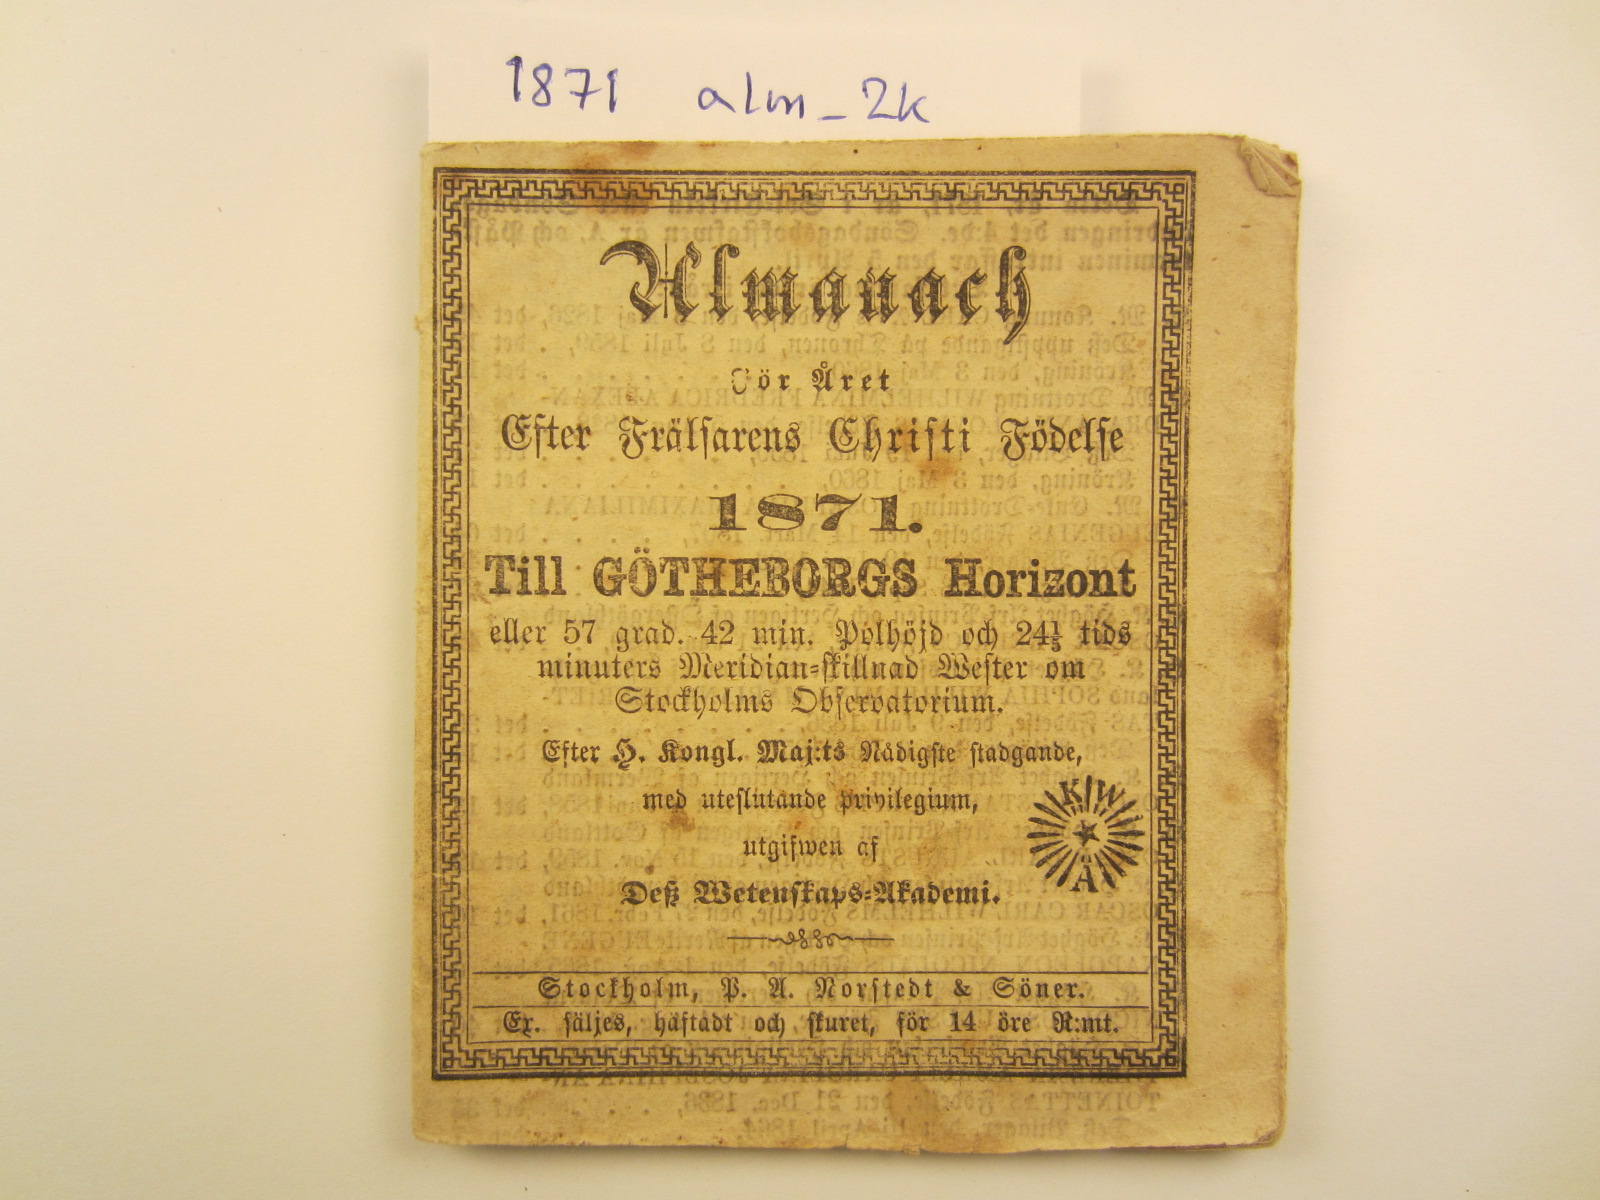 1871 alm_2k
Almanach
För Året
Efter Frälsarens Christi Födelse
1871.
Till GÖTHEBORGS Horizont
eller 57 grad. 42 min. Polhöjd och 24⅕ tids
minuters Meridian=skillnad Wester om
Stockholms Observatorium.
Efter H. Kongl. Maj:ts Nådigste stadgande,
med uteslutande privilegium,
utgifwen af
Deß Wetenskaps=Akademi.
K W
A
Stockholm, P. A. Norstedt & Söner.
Ex. säljes, häftadt och skuret, för 14 öre R:mt.